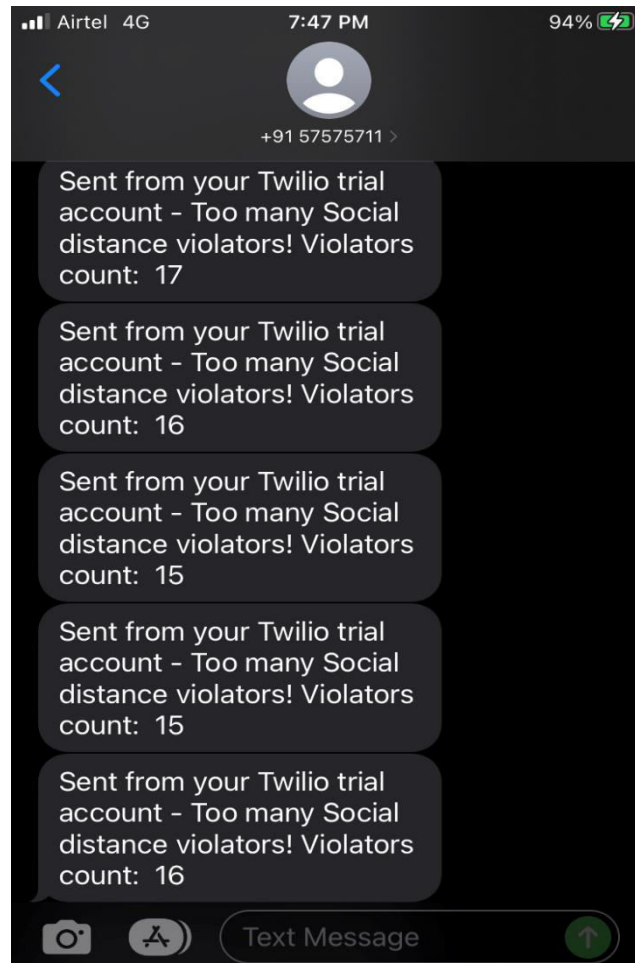 Airtel 4G 7:47 PM 94%
+91 57575711
Sent from your Twilio trial
account - Too many Social
distance violators! Violators
count: 17
Sent from your Twilio trial
account - Too many Social
distance violators! Violators
count: 16
Sent from your Twilio trial
account - Too many Social
distance violators! Violators
count: 15
Sent from your Twilio trial
account - Too many Social
distance violators! Violators
count: 15
Sent from your Twilio trial
account - Too many Social
distance violators! Violators
count: 16
Text Message